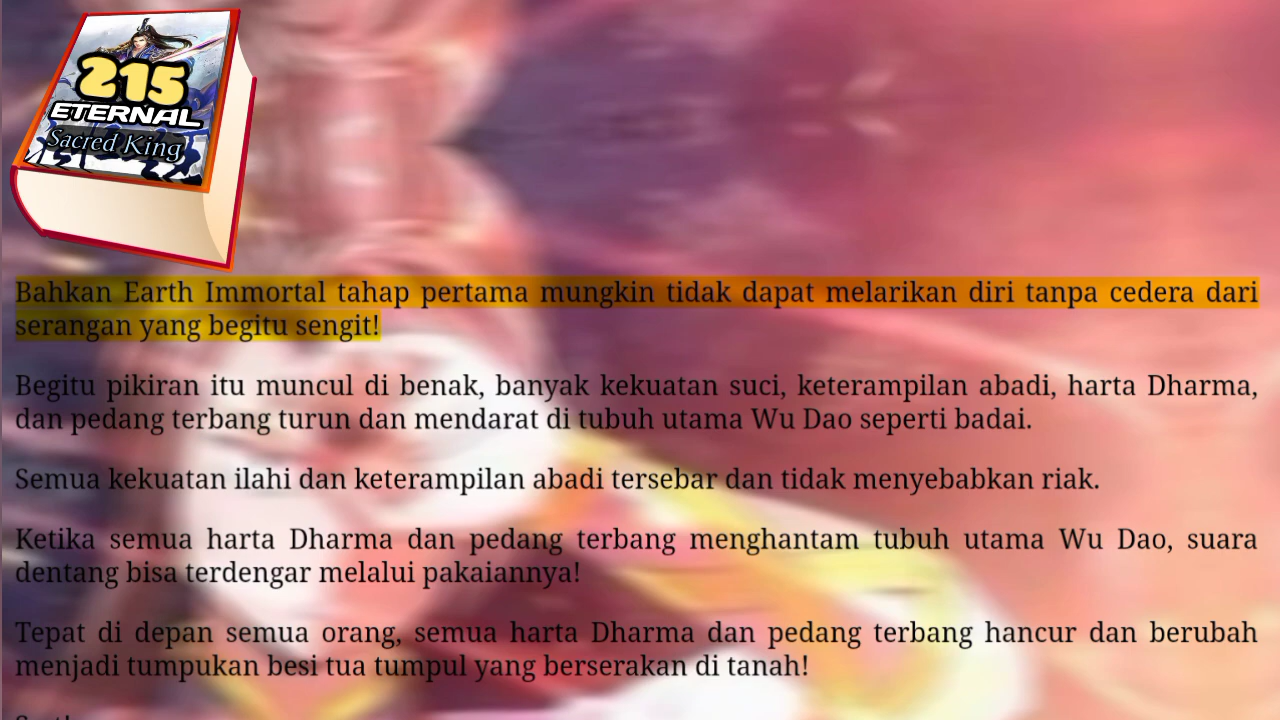 215
ETERNAL
Sacred King
Bahkan Earth Immortal tahap pertama mungkin tidak dapat melarikan diri tanpa cedera dari
serangan yang begitu sengit!
Begitu pikiran itu muncul di benak, banyak kekuatan suci, keterampilan abadi, harta Dharma,
dan pedang terbang turun dan mendarat di tubuh utama Wu Dao seperti badai.
Semua kekuatan ilahi dan keterampilan abadi tersebar dan tidak menyebabkan riak.
Ketika semua harta Dharma dan pedang terbang menghantam tubuh utama Wu Dao, suara
dentang bisa terdengar melalui pakaiannya!
Tepat di depan semua orang, semua harta Dharma dan pedang terbang hancur dan berubah
menjadi tumpukan besi tua tumpul yang berserakan di tanah!